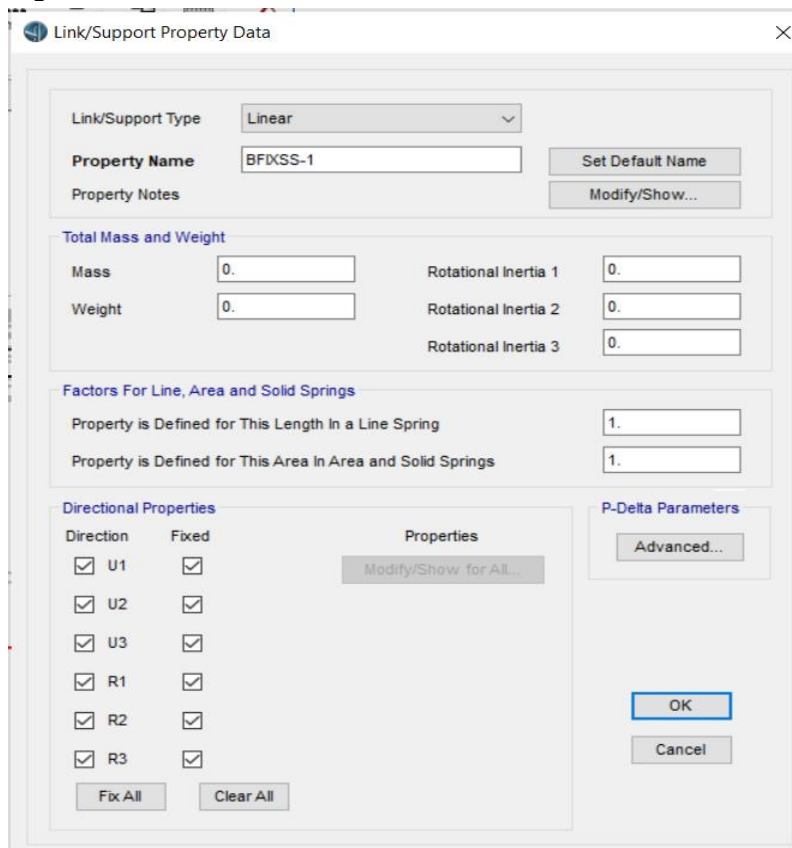 Link/Support Property Data
Link/Support Type Linear
Property Name BFIXSS-1 Set Default Name
Property Notes Modify/Show...
Total Mass and Weight
Mass 0. Rotational Inertia 1 0.
Weight 0. Rotational Inertia 2 0.
Rotational Inertia 3 0.
Factors For Line, Area and Solid Springs
Property is Defined for This Length In a Line Spring 1.
Property is Defined for This Area In Area and Solid Springs 1.
Directional Properties P-Delta Parameters
Direction Fixed Properties Advanced...
U1 Modify/Show for All...
U2
U3
R1
R2 OK
R3 Cancel
Fix All Clear All